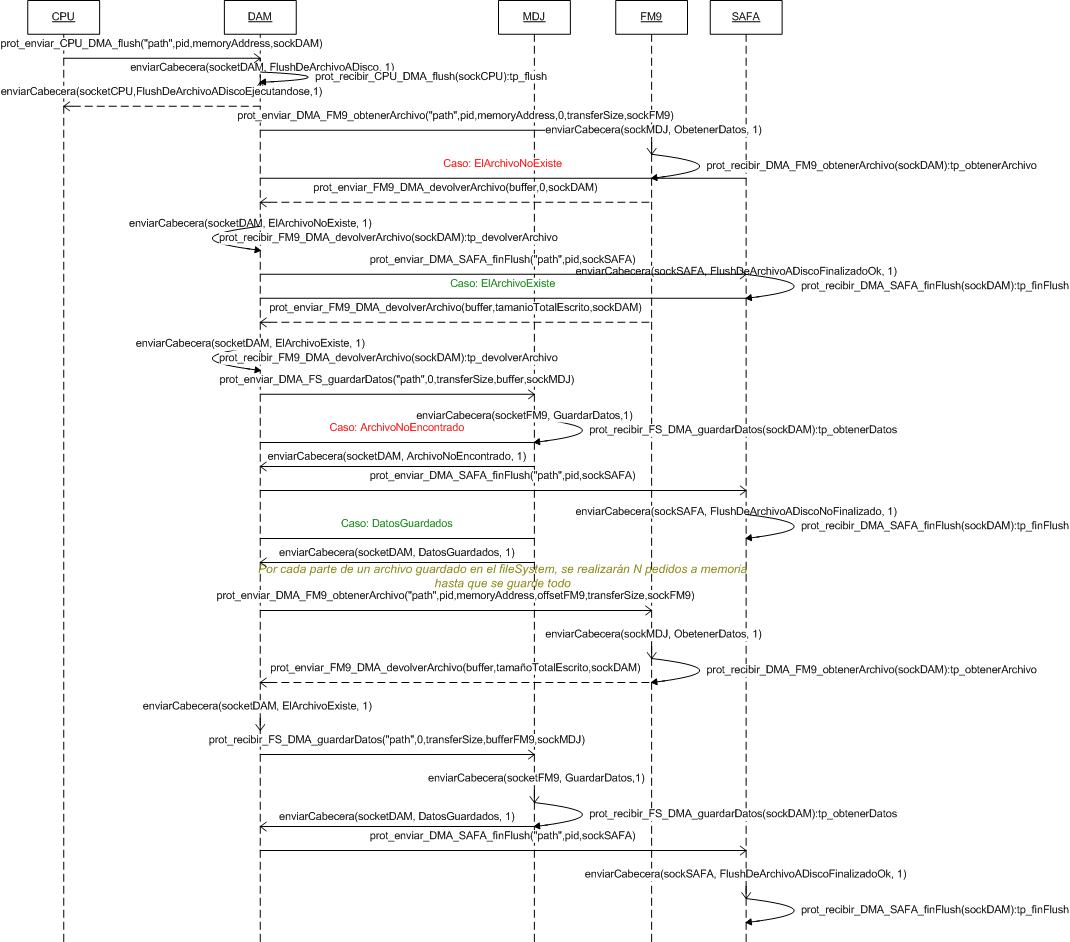 CPU
DAM
MDJ
FM9
SAFA
prot_enviar_CPU_DMA_flush("path",pid,memoryAddress,sockDAM)
enviarCabecera(socketDAM, FlushDeArchivoADisco, 1)
prot_recibir_CPU_DMA_flush(sockCPU):tp_flush
enviarCabecera(socketCPU,FlushDeArchivoADiscoEjecutandose,1)
prot_enviar_DMA_FM9_obtenerArchivo("path",pid,memoryAddress,0,transferSize,sockFM9)
enviarCabecera(sockMDJ, ObetenerDatos, 1)
Caso: ElArchivoNoExiste
prot_recibir_DMA_FM9_obtenerArchivo(sockDAM):tp_obtenerArchivo
prot_enviar_FM9_DMA_devolverArchivo(buffer,0,sockDAM)
enviarCabecera(socketDAM, ElArchivoNoExiste, 1)
prot_recibir_FM9_DMA_devolverArchivo(sockDAM):tp_devolverArchivo
prot_enviar_DMA_SAFA_finFlush("path",pid,sockSAFA)
enviarCabecera(sockSAFA, FlushDeArchivoADiscoFinalizadoOk, 1)
Caso: ElArchivoExiste
prot_recibir_DMA_SAFA_finFlush(sockDAM):tp_finFlush
prot_enviar_FM9_DMA_devolverArchivo(buffer,tamanioTotalEscrito,sockDAM)
enviarCabecera(socketDAM, ElArchivoExiste, 1)
prot_recibir_FM9_DMA_devolverArchivo(sockDAM):tp_devolverArchivo
prot_enviar_DMA_FS_guardarDatos("path",0,transferSize,buffer,sockMDJ)
enviarCabecera(socketFM9, GuardarDatos,1)
Caso: ArchivoNoEncontrado
prot_recibir_FS_DMA_guardarDatos(sockDAM):tp_obtenerDatos
enviarCabecera(socketDAM, ArchivoNoEncontrado, 1)
prot_enviar_DMA_SAFA_finFlush("path",pid,sockSAFA)
enviarCabecera(sockSAFA, FlushDeArchivoADiscoNoFinalizado, 1)
Caso: DatosGuardados
prot_recibir_DMA_SAFA_finFlush(sockDAM):tp_finFlush
enviarCabecera(socketDAM, DatosGuardados, 1)
Por cada parte de un archivo guardado en el fileSystem, se realizarán N pedidos a memoria
hasta que se guarde todo
prot_enviar_DMA_FM9_obtenerArchivo("path",pid,memoryAddress,offsetFM9,transferSize,sockFM9)
enviarCabecera(sockMDJ, ObetenerDatos, 1)
prot_enviar_FM9_DMA_devolverArchivo(buffer,tamañoTotalEscrito,sockDAM)
prot_recibir_DMA_FM9_obtenerArchivo(sockDAM):tp_obtenerArchivo
enviarCabecera(socketDAM, ElArchivoExiste, 1)
prot_recibir_FS_DMA_guardarDatos("path",0,transferSize,bufferFM9,sockMDJ)
enviarCabecera(socketFM9, GuardarDatos,1)
enviarCabecera(socketDAM, DatosGuardados, 1)
prot_recibir_FS_DMA_guardarDatos(sockDAM):tp_obtenerDatos
prot_enviar_DMA_SAFA_finFlush("path",pid,sockSAFA)
enviarCabecera(sockSAFA, FlushDeArchivoADiscoFinalizadoOk, 1)
prot_recibir_DMA_SAFA_finFlush(sockDAM):tp_finFlush